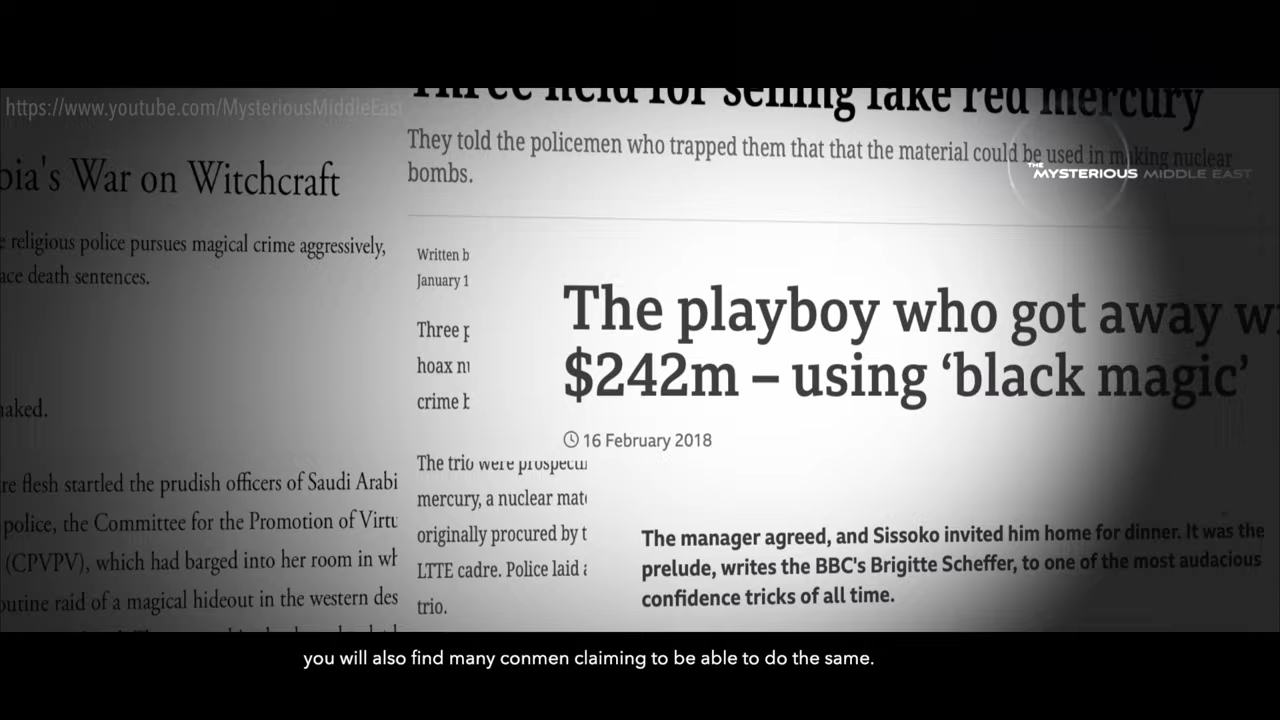 https://www.youtube.com/MysteriousMiddleEast
THE
MYSTERIOUS MIDDLE EAST
bia's War on Witchcraft
religious police pursues magical crime aggressively,
ace death sentences.
naked.
re flesh startled the prudish officers of Saudi Arabi
police, the Committee for the Promotion of Virtu
(CPVPV), which had barged into her room in wh
outine raid of a magical hideout in the western des
Three held for selling fake red mercury
They told the policemen who trapped them that that the material could be used in making nuclear
bombs.
Written b
January 1
Three p
hoax nu
crime b
The trio were prospecti
mercury, a nuclear mate
originally procured by t
LTTE cadre. Police laid a
trio.
The playboy who got away w
$242m – using ‘black magic’
16 February 2018
The manager agreed, and Sissoko invited him home for dinner. It was the
prelude, writes the BBC's Brigitte Scheffer, to one of the most audacious
confidence tricks of all time.
you will also find many conmen claiming to be able to do the same.